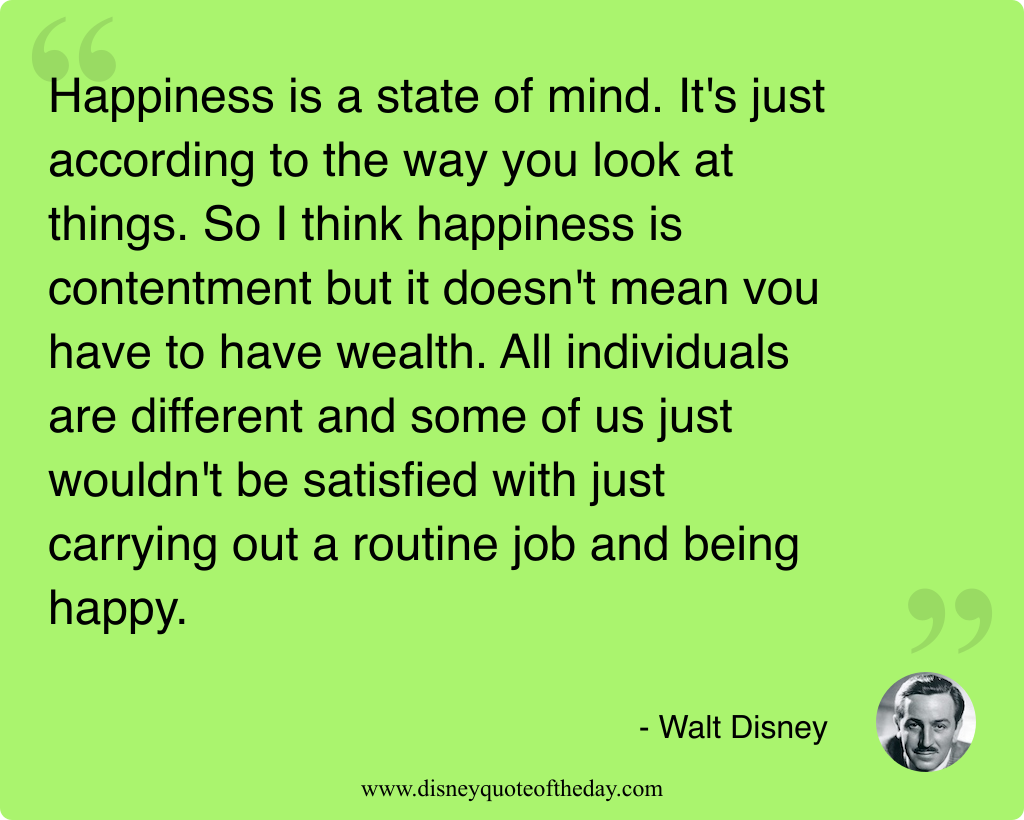 Happiness is a state of mind. It's just
according to the way you look at
things. So I think happiness is
contentment but it doesn't mean vou
have to have wealth. All individuals
are different and some of us just
wouldn't be satisfied with just
carrying out a routine job and being
happy.
- Walt Disney
www.disneyquoteoftheday.com